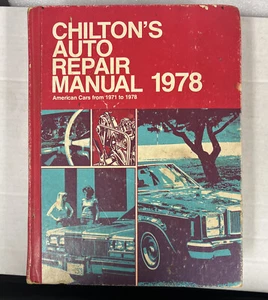 CHILTON'S
AUTO
REPAIR
MANUAL 1978
American Cars from 1971 to 1978